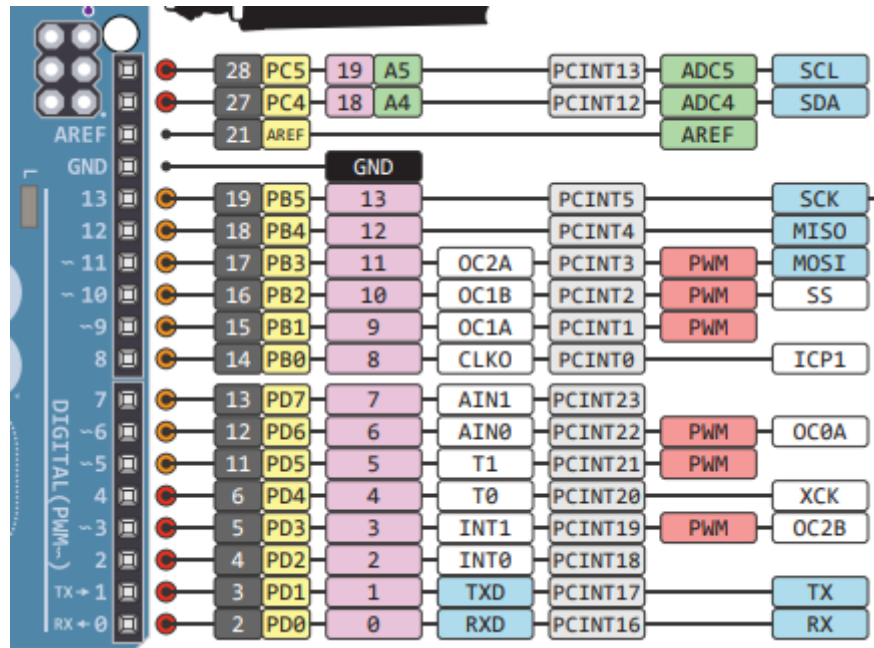 28 PC5 19 A5 PCINT13 ADC5 SCL
27 PC4 18 A4 PCINT12 ADC4 SDA
AREF 21 AREF AREF
GND GND
L
13 19 PB5 13 PCINT5 SCK
12 18 PB4 12 PCINT4 MISO
~11 17 PB3 11 OC2A PCINT3 PWM MOSI
~10 16 PB2 10 OC1B PCINT2 PWM SS
~9 15 PB1 9 OC1A PCINT1 PWM
8 14 PB0 8 CLKO PCINT0 ICP1
DIGITAL(PWM~)
7 13 PD7 7 AIN1 PCINT23
~6 12 PD6 6 AIN0 PCINT22 PWM OC0A
~5 11 PD5 5 T1 PCINT21 PWM
4 6 PD4 4 T0 PCINT20 XCK
~3 5 PD3 3 INT1 PCINT19 PWM OC2B
2 4 PD2 2 INT0 PCINT18
TX→1 3 PD1 1 TXD PCINT17 TX
RX←0 2 PD0 0 RXD PCINT16 RX